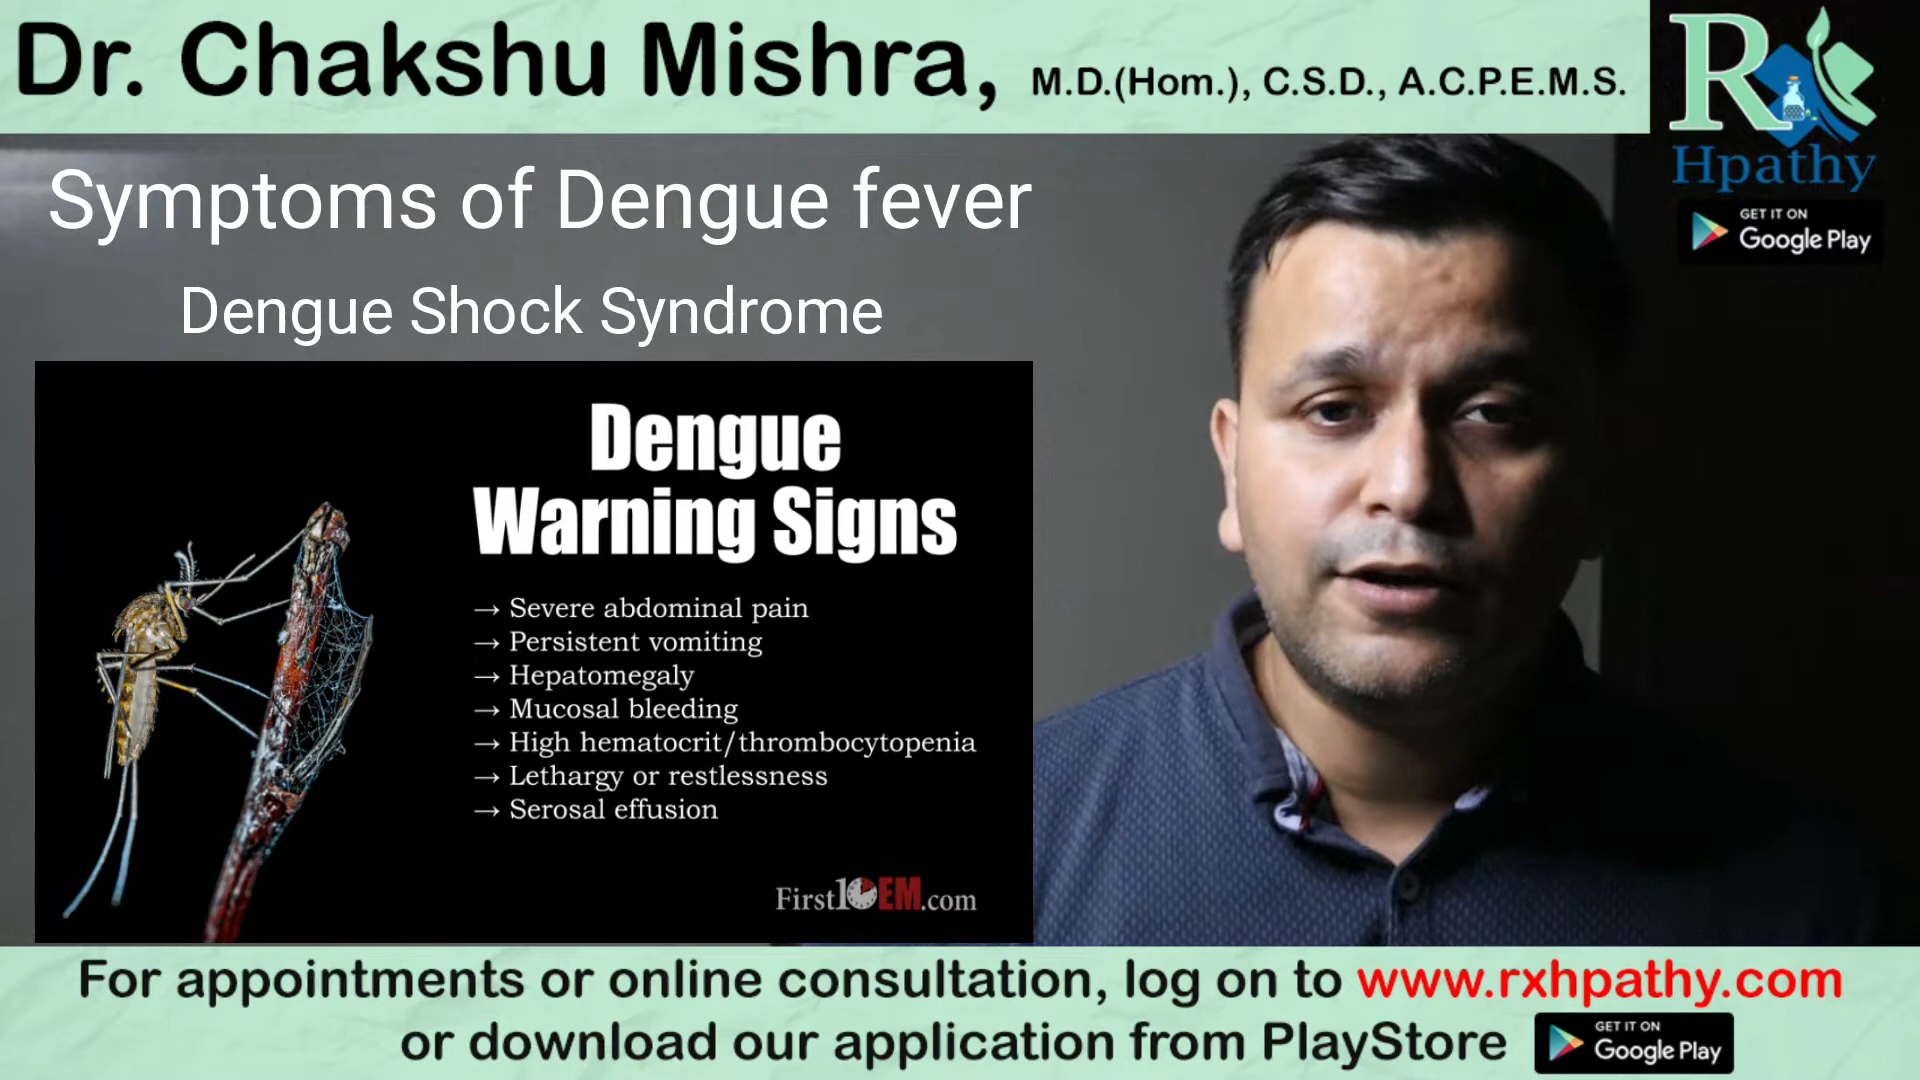 Dr. Chakshu Mishra, M.D.(Hom.), C.S.D., A.C.P.E.M.S.
Rx
Hpathy
GET IT ON
Google Play
Symptoms of Dengue fever
Dengue Shock Syndrome
Dengue
Warning Signs
→ Severe abdominal pain
→ Persistent vomiting
→ Hepatomegaly
→ Mucosal bleeding
→ High hematocrit/thrombocytopenia
→ Lethargy or restlessness
→ Serosal effusion
First10EM.com
For appointments or online consultation, log on to www.rxhpathy.com
or download our application from PlayStore
GET IT ON
Google Play